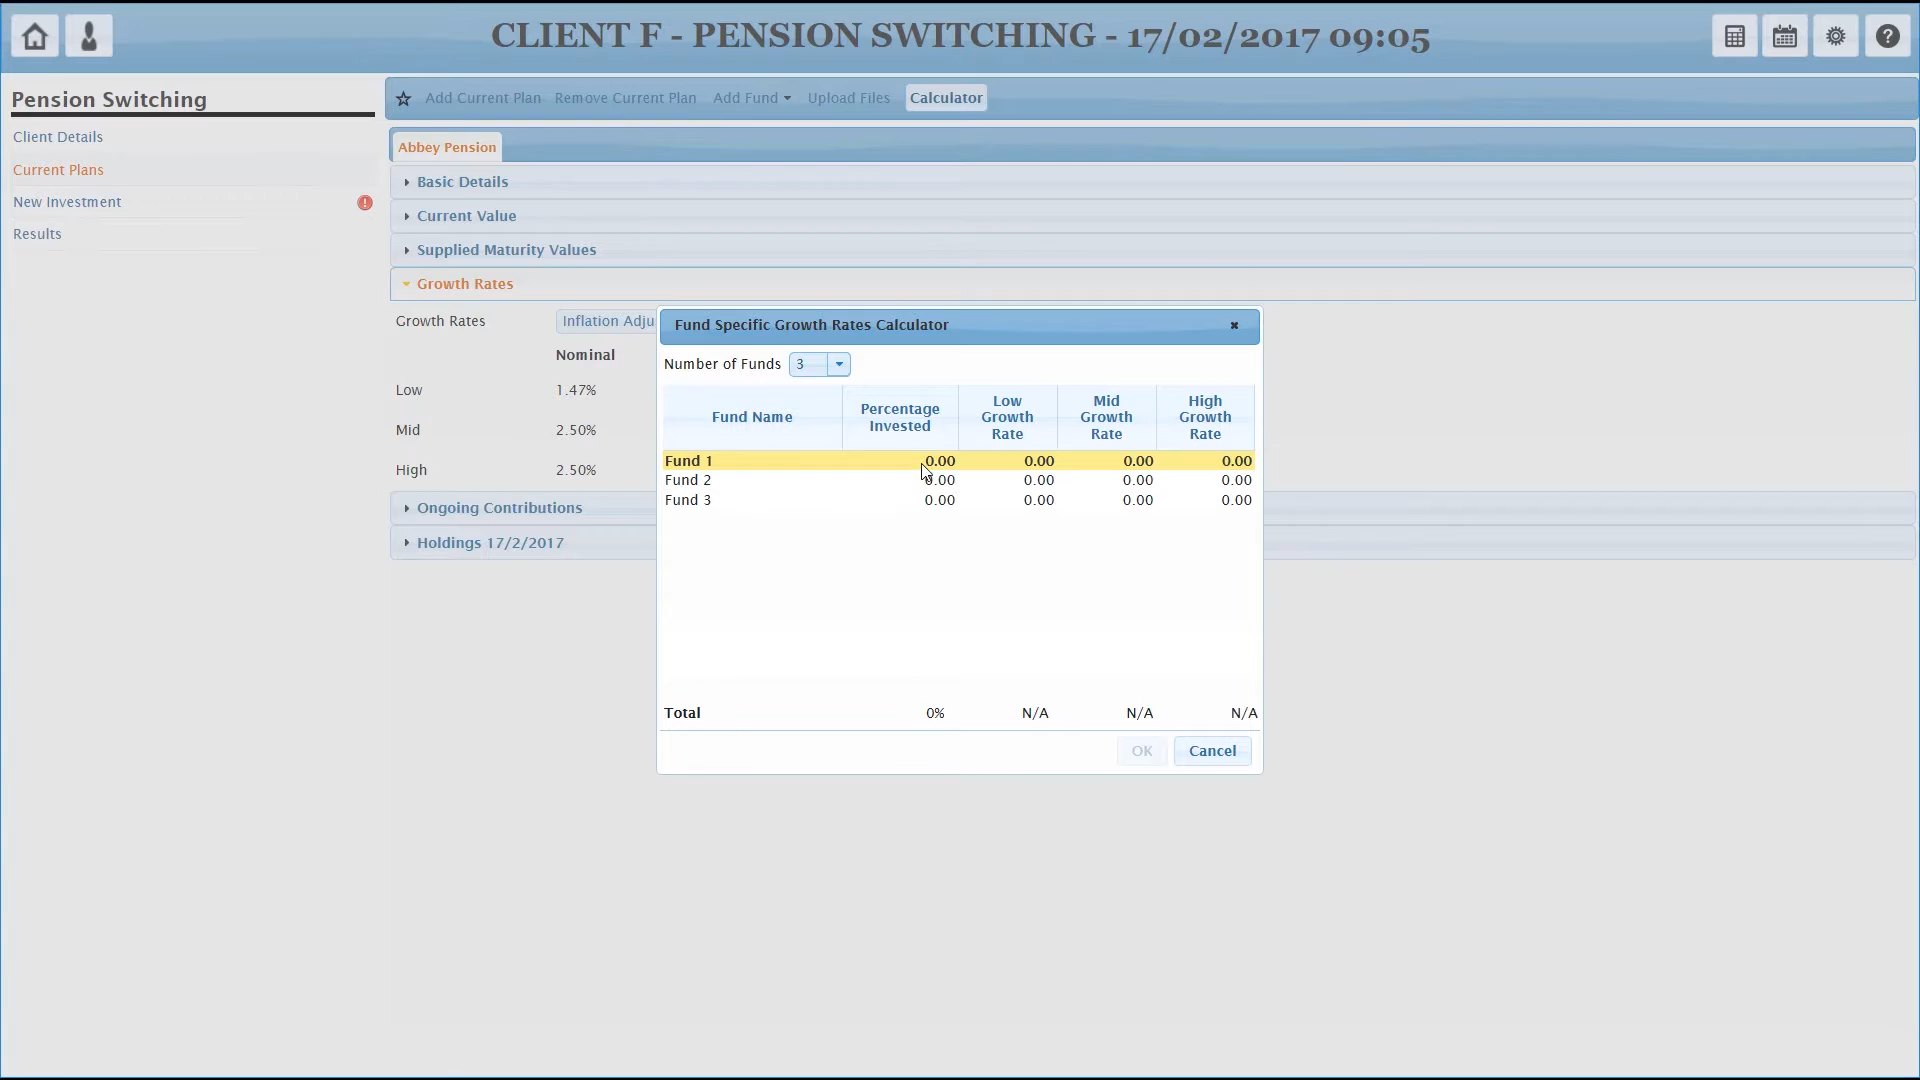 CLIENT F - PENSION SWITCHING - 17/02/2017 09:05
Pension Switching
Client Details
Current Plans
New Investment
Results
Add Current Plan Remove Current Plan Add Fund Upload Files Calculator
Abbey Pension
Basic Details
Current Value
Supplied Maturity Values
Growth Rates
Growth Rates Inflation Adju
Nominal
Low 1.47%
Mid 2.50%
High 2.50%
Ongoing Contributions
Holdings 17/2/2017
Fund Specific Growth Rates Calculator
Number of Funds 3
Fund Name Percentage Invested Low Growth Rate Mid Growth Rate High Growth Rate
Fund 1 0.00 0.00 0.00 0.00
Fund 2 0.00 0.00 0.00 0.00
Fund 3 0.00 0.00 0.00 0.00
Total 0% N/A N/A N/A
OK Cancel